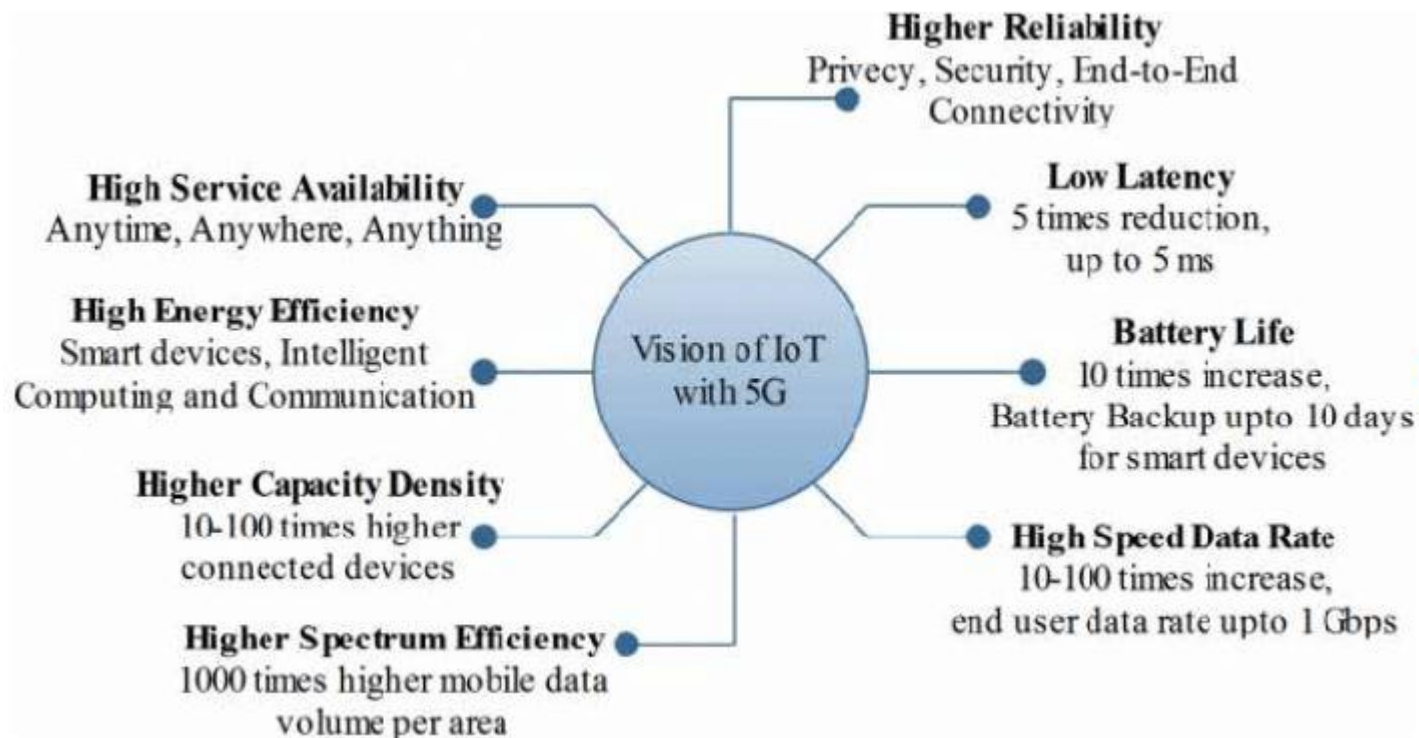 Higher Reliability
Privecy, Security, End-to-End
Connectivity
High Service Availability
Anytime, Anywhere, Anything
Low Latency
5 times reduction,
up to 5 ms
High Energy Efficiency
Smart devices, Intelligent
Computing and Communication
Vision of IoT
with 5G
Battery Life
10 times increase,
Battery Backup upto 10 days
for smart devices
Higher Capacity Density
10-100 times higher
connected devices
High Speed Data Rate
10-100 times increase,
end user data rate upto 1 Gbps
Higher Spectrum Efficiency
1000 times higher mobile data
volume per area